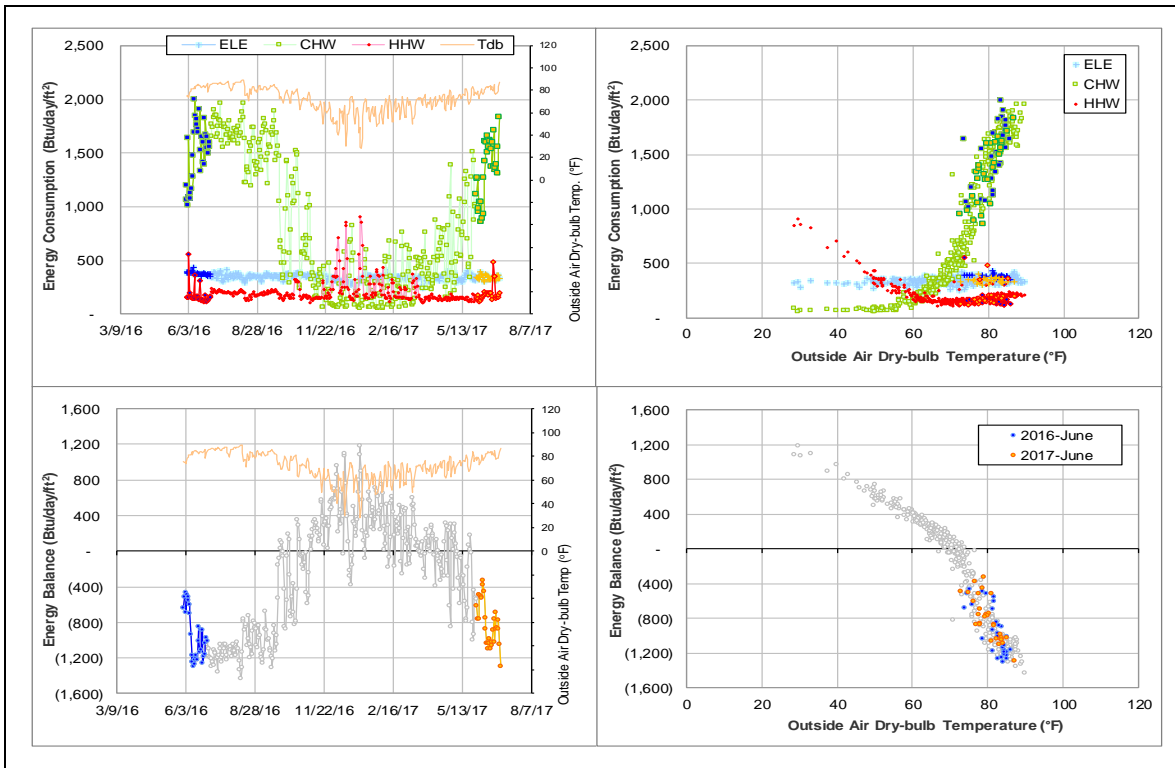 ELE CHW HHW Tdb
2,500
2,000
1,500
1,000
500
-
Energy Consumption (Btu/day/ft²)
120
100
80
60
40
20
0
Outside Air Dry-bulb Temp. (°F)
3/9/16 6/3/16 8/28/16 11/22/16 2/16/17 5/13/17 8/7/17
2,500
2,000
1,500
1,000
500
-
Energy Consumption (Btu/day/ft²)
ELE
CHW
HHW
0 20 40 60 80 100 120
Outside Air Dry-bulb Temperature (°F)
1,600
1,200
800
400
-
(400)
(800)
(1,200)
(1,600)
Energy Balance (Btu/day/ft²)
120
100
80
60
40
20
0
Outside Air Dry-bulb Temp (°F)
3/9/16 6/3/16 8/28/16 11/22/16 2/16/17 5/13/17 8/7/17
1,600
1,200
800
400
-
(400)
(800)
(1,200)
(1,600)
Energy Balance (Btu/day/ft²)
2016-June
2017-June
0 20 40 60 80 100 120
Outside Air Dry-bulb Temperature (°F)